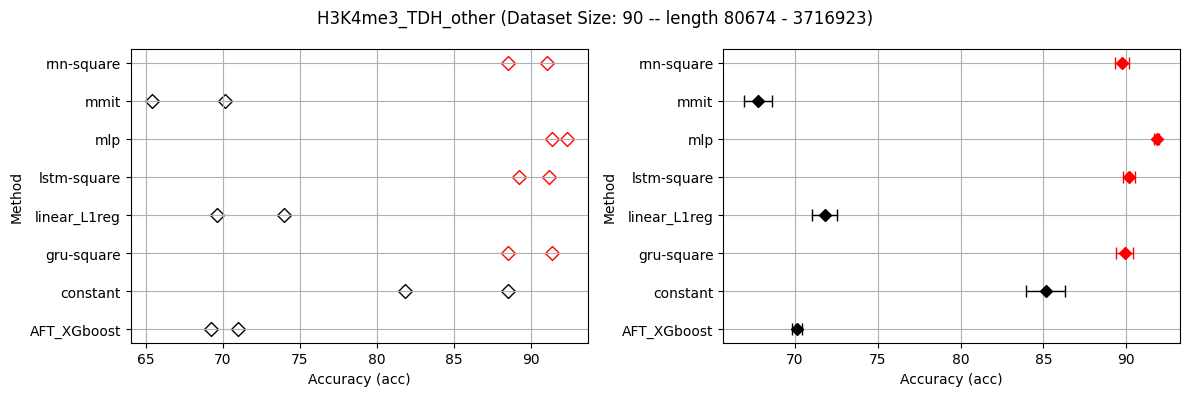 H3K4me3_TDH_other (Dataset Size: 90 -- length 80674 - 3716923)
Method
rnn-square
mmit
mlp
lstm-square
linear_L1reg
gru-square
constant
AFT_XGboost
65 70 75 80 85 90
Accuracy (acc)
Method
rnn-square
mmit
mlp
lstm-square
linear_L1reg
gru-square
constant
AFT_XGboost
70 75 80 85 90
Accuracy (acc)